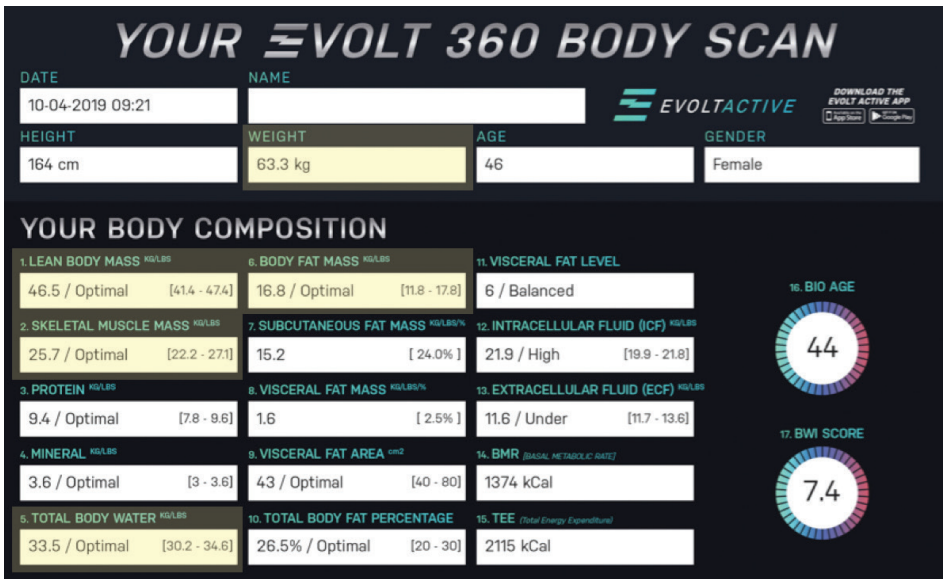 YOUR EVOLT 360 BODY SCAN
DATE
NAME
10-04-2019 09:21
EVOLTACTIVE
DOWNLOAD THE
EVOLT ACTIVE APP
App Store
Google Play
HEIGHT
WEIGHT
AGE
GENDER
164 cm
63.3 kg
46
Female
YOUR BODY COMPOSITION
1. LEAN BODY MASS KG/LBS
6. BODY FAT MASS KG/LBS
11. VISCERAL FAT LEVEL
46.5 / Optimal [41.4 - 47.4]
16.8 / Optimal [11.8 - 17.8]
6 / Balanced
16. BIO AGE
44
2. SKELETAL MUSCLE MASS KG/LBS
7. SUBCUTANEOUS FAT MASS KG/LBS/%
12. INTRACELLULAR FLUID (ICF) KG/LBS
25.7 / Optimal [22.2 - 27.1]
15.2 [ 24.0% ]
21.9 / High [19.9 - 21.8]
3. PROTEIN KG/LBS
8. VISCERAL FAT MASS KG/LBS/%
13. EXTRACELLULAR FLUID (ECF) KG/LBS
9.4 / Optimal [7.8 - 9.6]
1.6 [ 2.5% ]
11.6 / Under [11.7 - 13.6]
17. BWI SCORE
7.4
4. MINERAL KG/LBS
9. VISCERAL FAT AREA cm2
14. BMR [BASAL METABOLIC RATE]
3.6 / Optimal [3 - 3.6]
43 / Optimal [40 - 80]
1374 kCal
5. TOTAL BODY WATER KG/LBS
10. TOTAL BODY FAT PERCENTAGE
15. TEE (Total Energy Expenditure)
33.5 / Optimal [30.2 - 34.6]
26.5% / Optimal [20 - 30]
2115 kCal